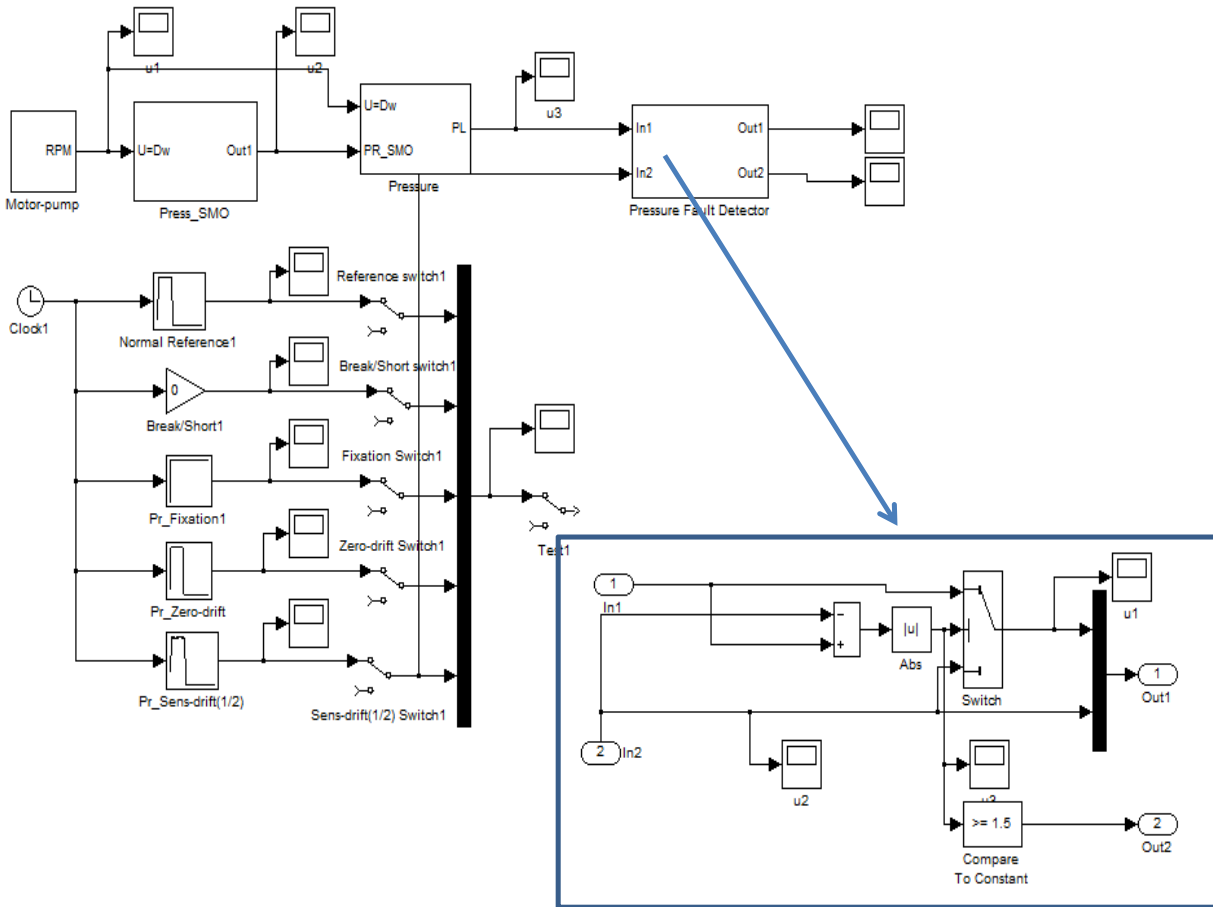 u1
u2
u3
RPM
Motor-pump
U=Dw
Out1
Press_SMO
U=Dw
PR_SMO
PL
Pressure
In1
In2
Out1
Out2
Pressure Fault Detector
Clock1
Normal Reference1
Reference switch1
0
Break/Short1
Break/Short switch1
Pr_Fixation1
Fixation Switch1
Pr_Zero-drift
Zero-drift Switch1
Pr_Sens-drift(1/2)
Sens-drift(1/2) Switch1
Test1
1
In1
2
In2
-
+
|u|
Abs
Switch
u1
1
Out1
u2
u3
>= 1.5
Compare
To Constant
2
Out2